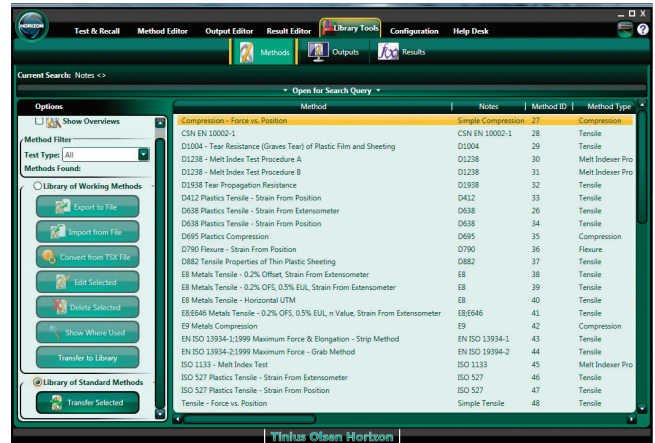 HORIZON
Test & Recall Method Editor Output Editor Result Editor Library Tools Configuration Help Desk
Methods Outputs f(x) Results
Current Search: Notes <>
Open for Search Query
Options
Method Notes Method ID Method Type
Show Overviews
Method Filter
Test Type: All
Methods Found:
Library of Working Methods
Export to File
Import from File
Convert from TSX File
Edit Selected
Delete Selected
Show Where Used
Transfer to Library
Library of Standard Methods
Transfer Selected
Compression - Force vs. Position Simple Compression 27 Compression
CSN EN 10002-1 CSN EN 10002-1 28 Tensile
D1004 - Tear Resistance (Graves Tear) of Plastic Film and Sheeting D1004 29 Tensile
D1238 - Melt Index Test Procedure A D1238 30 Melt Indexer Pro
D1238 - Melt Index Test Procedure B D1238 31 Melt Indexer Pro
D1938 Tear Propagation Resistance D1938 32 Tensile
D412 Plastics Tensile - Strain From Position D412 33 Tensile
D638 Plastics Tensile - Strain From Extensometer D638 26 Tensile
D638 Plastics Tensile - Strain From Position D638 34 Tensile
D695 Plastics Compression D695 35 Compression
D790 Flexure - Strain From Position D790 36 Flexure
D882 Tensile Properties of Thin Plastic Sheeting D882 37 Tensile
E8 Metals Tensile - 0.2% Offset, Strain From Extensometer E8 38 Tensile
E8 Metals Tensile - 0.2% OFS, 0.5% EUL, Strain From Extensometer E8 39 Tensile
E8 Metals Tensile - Horizontal UTM E8 40 Tensile
E8;E646 Metals Tensile - 0.2% OFS, 0.5% EUL, n Value, Strain From Extensometer E8;E646 41 Tensile
E9 Metals Compression E9 42 Compression
EN ISO 13934-1;1999 Maximum Force & Elongation - Strip Method EN ISO 13934-1 43 Tensile
EN ISO 13934-2;1999 Maximum Force - Grab Method EN ISO 19394-2 44 Tensile
ISO 1133 - Melt Index Test ISO 1133 45 Melt Indexer Pro
ISO 527 Plastics Tensile - Strain From Extensometer ISO 527 46 Tensile
ISO 527 Plastics Tensile - Strain From Position ISO 527 47 Tensile
Tensile - Force vs. Position Simple Tensile 48 Tensile
Tinius Olsen Horizon